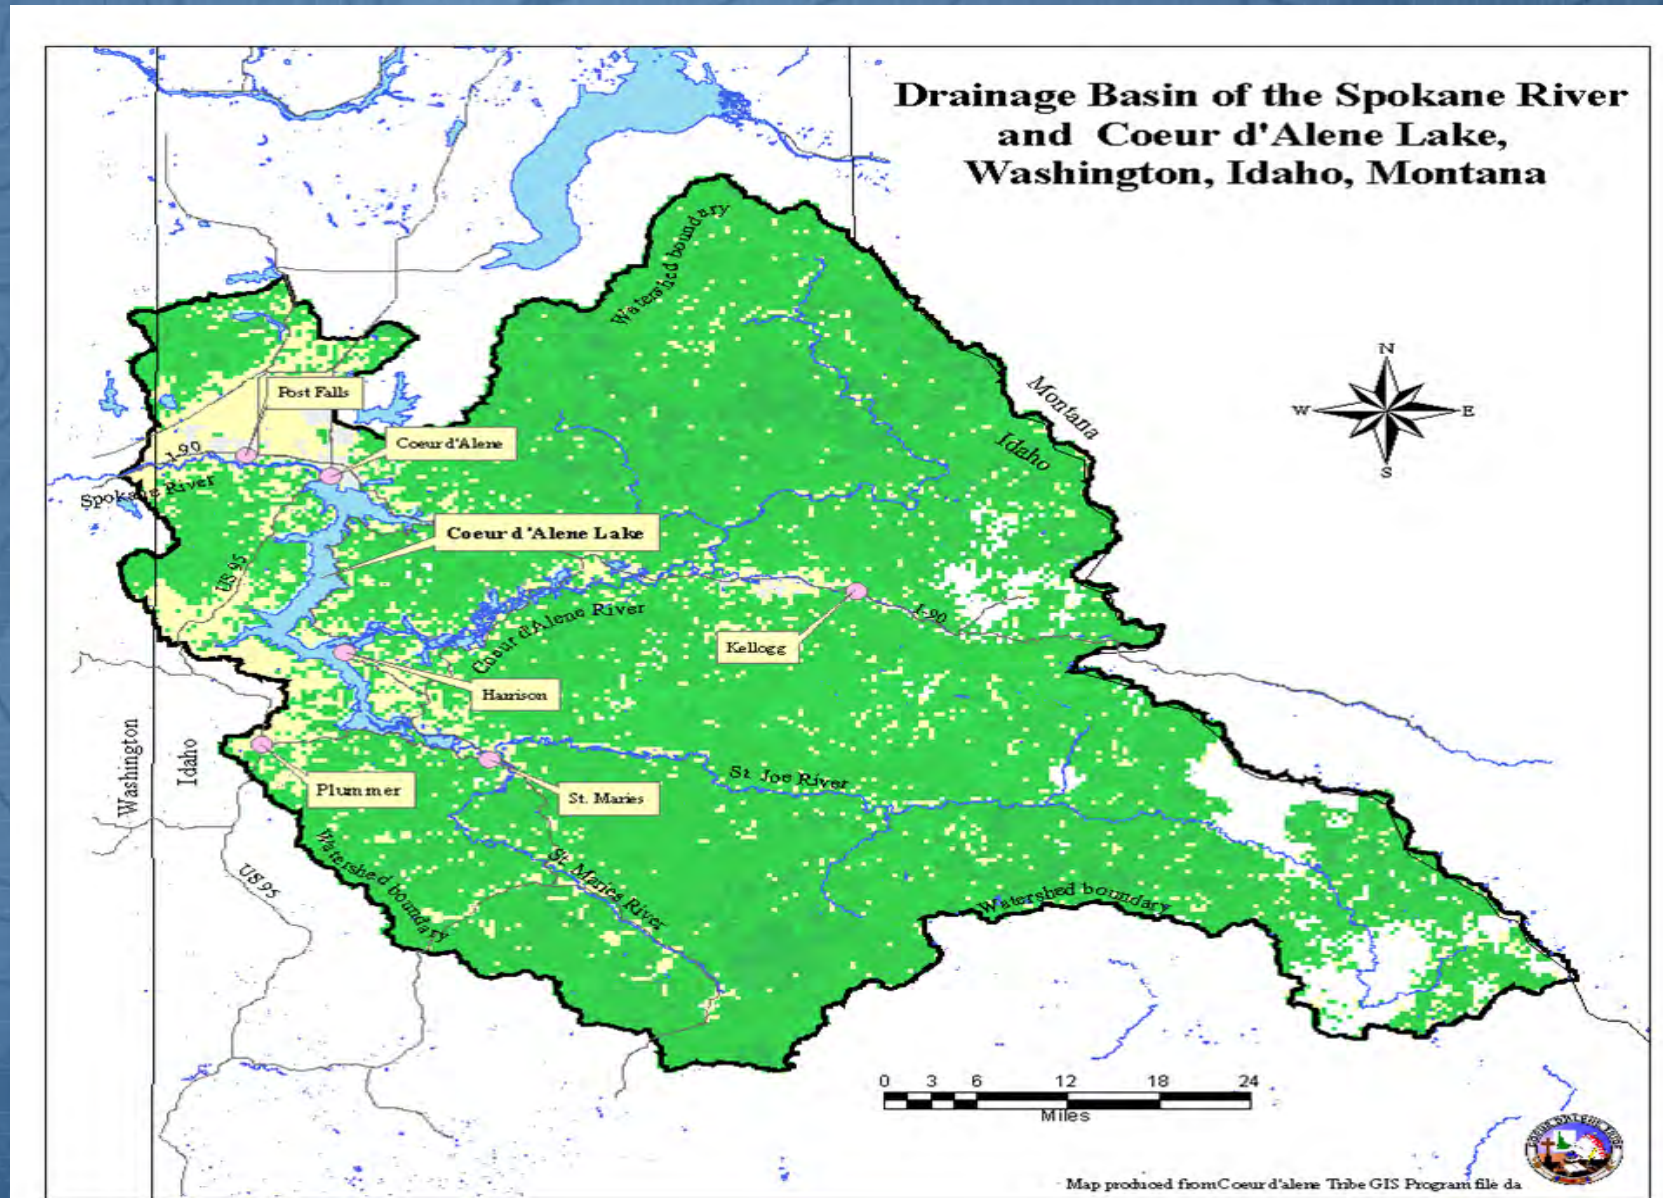 Drainage Basin of the Spokane River
and Coeur d'Alene Lake,
Washington, Idaho, Montana
Watershed boundary
Montana
Idaho
N
W
E
S
Post Falls
Coeur d'Alene
I-90
Spokane River
Coeur d'Alene Lake
US 95
Coeur d'Alene River
I-90
Kellogg
Harrison
Washington
Idaho
Plummer
St. Maries
St. Joe River
US 95
Watershed boundary
St. Maries River
Watershed boundary
0 3 6 12 18 24
Miles
COEUR D'ALENE TRIBE
Map produced from Coeur d'alene Tribe GIS Program file da